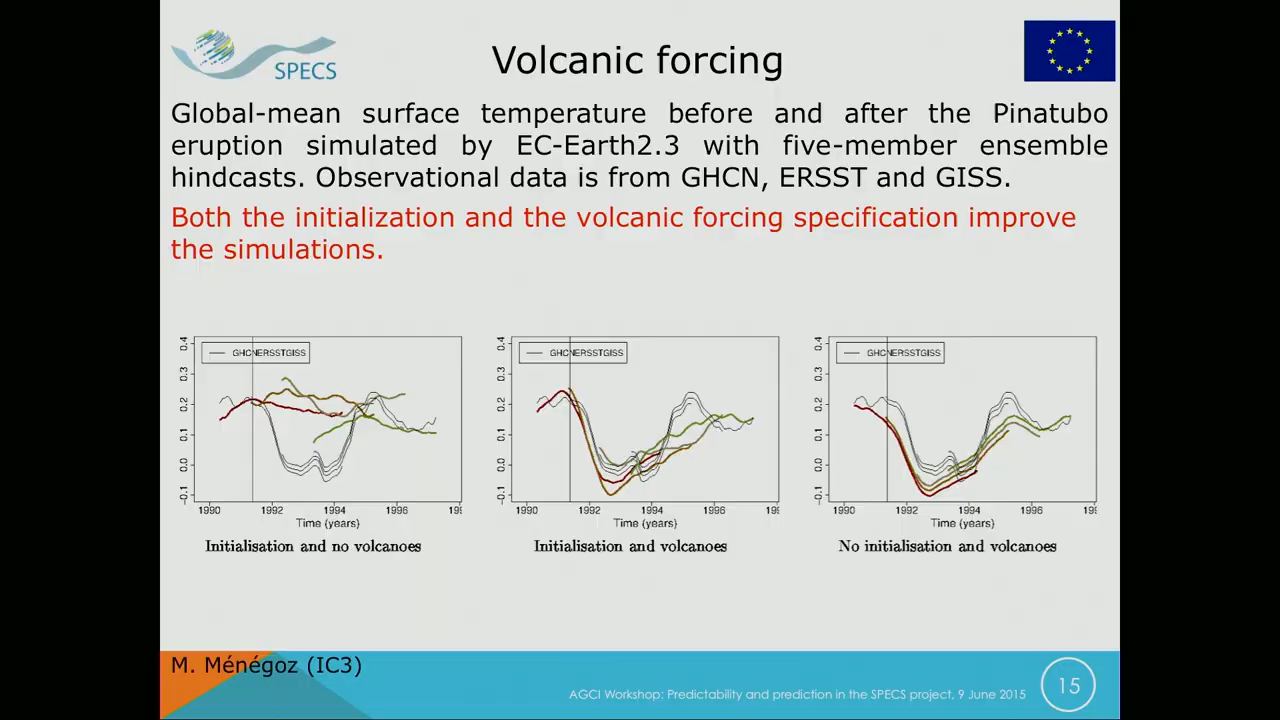 SPECS
Volcanic forcing
Global-mean surface temperature before and after the Pinatubo
eruption simulated by EC-Earth2.3 with five-member ensemble
hindcasts. Observational data is from GHCN, ERSST and GISS.
Both the initialization and the volcanic forcing specification improve
the simulations.
GHCNERSSTGISS
0.4
0.3
0.2
0.1
0.0
-0.1
1990 1992 1994 1996 199
Time (years)
Initialisation and no volcanoes
GHCNERSSTGISS
0.4
0.3
0.2
0.1
0.0
-0.1
1990 1992 1994 1996 199
Time (years)
Initialisation and volcanoes
GHCNERSSTGISS
0.4
0.3
0.2
0.1
0.0
-0.1
1990 1992 1994 1996 199
Time (years)
No initialisation and volcanoes
M. Ménégoz (IC3)
AGCI Workshop: Predictability and prediction in the SPECS project, 9 June 2015
15